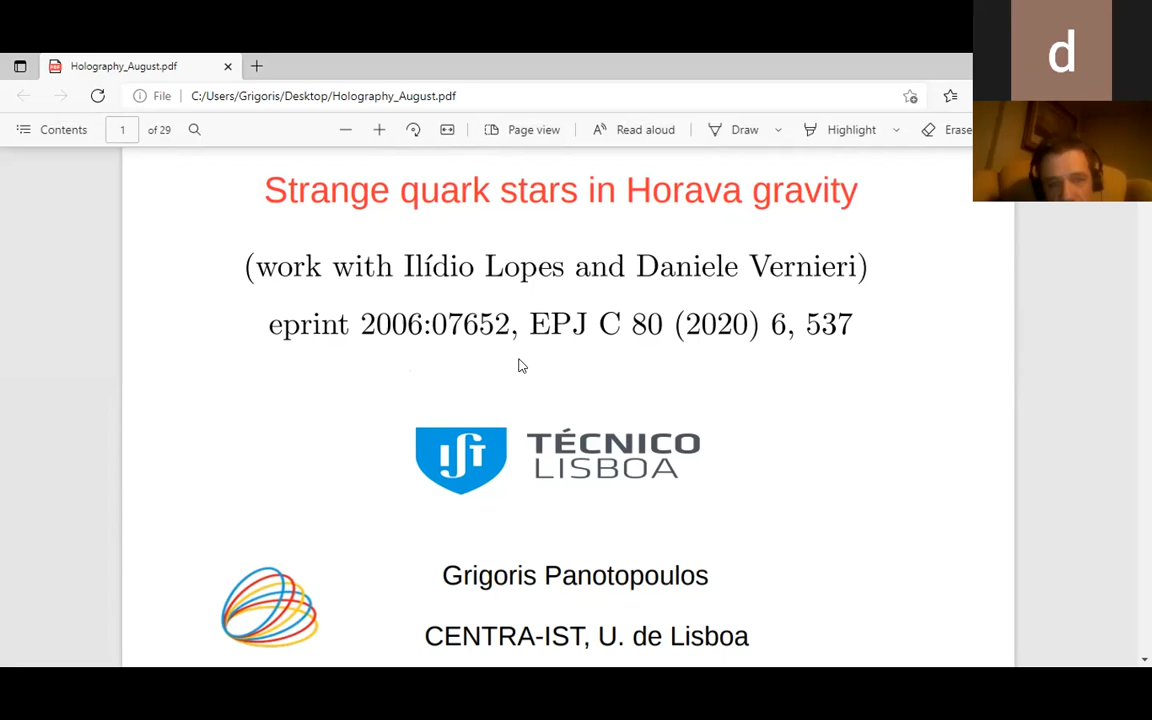 Holography_August.pdf
File C:/Users/Grigoris/Desktop/Holography_August.pdf
Contents 1 of 29 Page view Read aloud Draw Highlight Erase
d
Strange quark stars in Horava gravity
(work with Ilídio Lopes and Daniele Vernieri)
eprint 2006:07652, EPJ C 80 (2020) 6, 537
TÉCNICO
LISBOA
Grigoris Panotopoulos
CENTRA-IST, U. de Lisboa